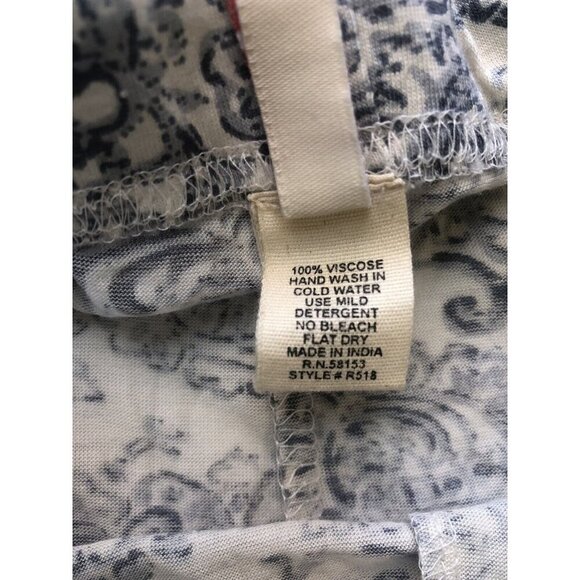 100% VISCOSE
HAND WASH IN
COLD WATER
USE MILD
DETERGENT
NO BLEACH
FLAT DRY
MADE IN INDIA
R.N.58153
STYLE # R518